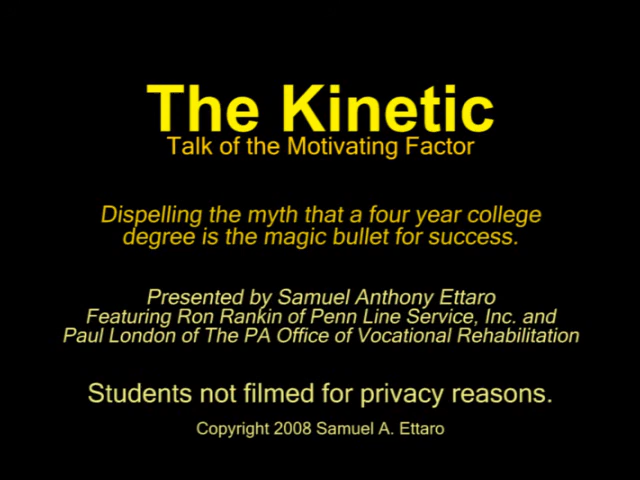 The Kinetic
Talk of the Motivating Factor
Dispelling the myth that a four year college
degree is the magic bullet for success.
Presented by Samuel Anthony Ettaro
Featuring Ron Rankin of Penn Line Service, Inc. and
Paul London of The PA Office of Vocational Rehabilitation
Students not filmed for privacy reasons.
Copyright 2008 Samuel A. Ettaro